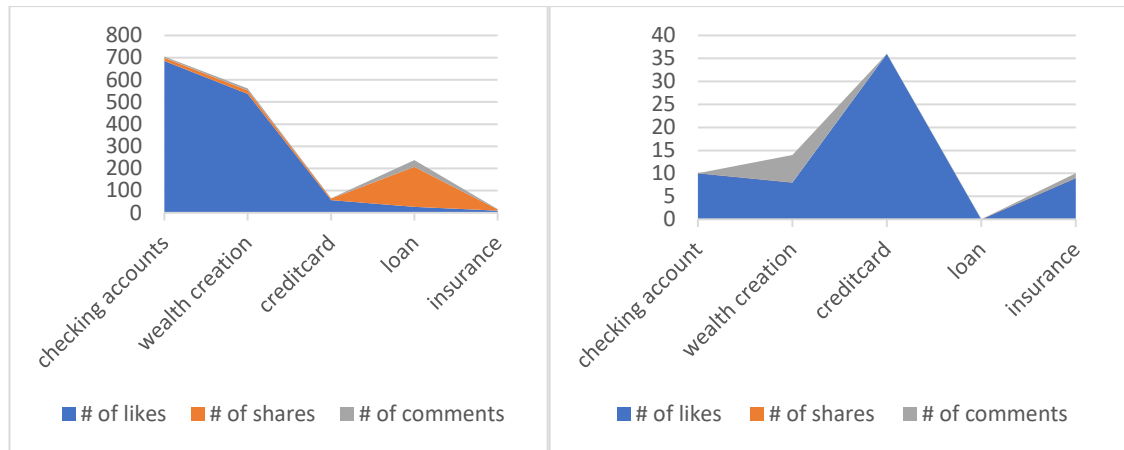 800
700
600
500
400
300
200
100
0
checking accounts
wealth creation
creditcard
loan
insurance
# of likes # of shares # of comments
40
35
30
25
20
15
10
5
0
checking account
wealth creation
creditcard
loan
insurance
# of likes # of shares # of comments